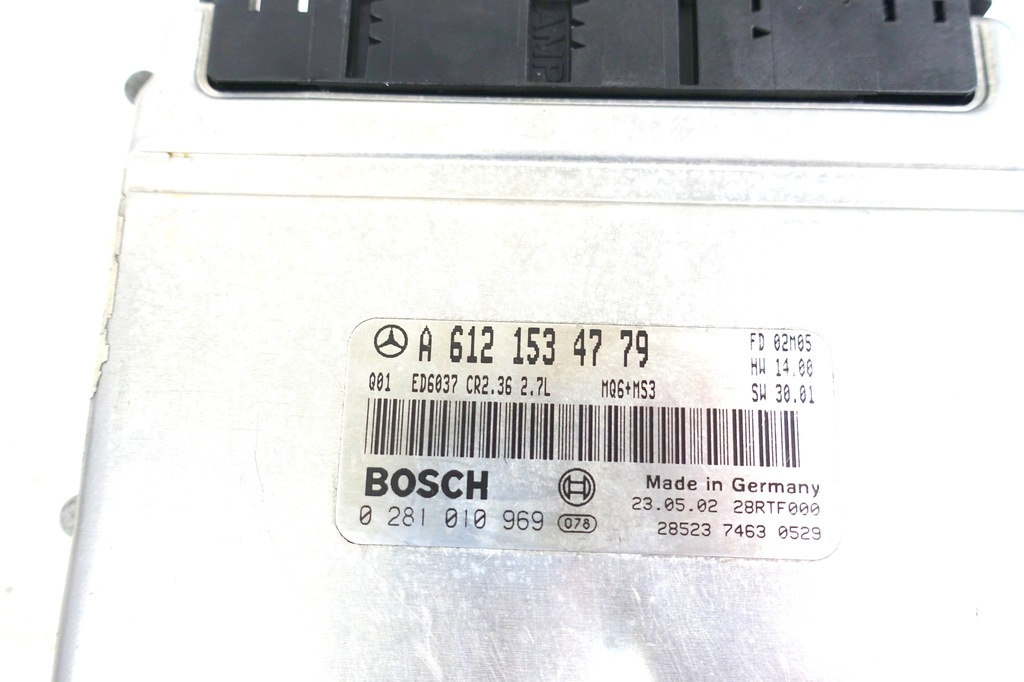 AMP
A 612 153 47 79
FD 02M05
HW 14.00
Q01 ED6037 CR2.36 2.7L MQ6+MS3
SW 30.01
BOSCH
Made in Germany
23.05.02 28RTF000
0 281 010 969 078
28523 7463 0529